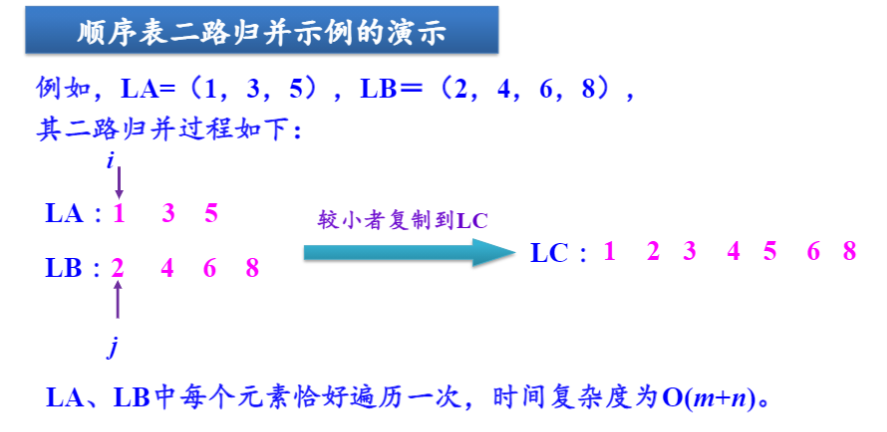 顺序表二路归并示例的演示
例如，LA=（1，3，5），LB＝（2，4，6，8），
其二路归并过程如下：
i
LA：1 3 5
较小者复制到LC
LB：2 4 6 8
LC：1 2 3 4 5 6 8
j
LA、LB中每个元素恰好遍历一次，时间复杂度为O(m+n)。